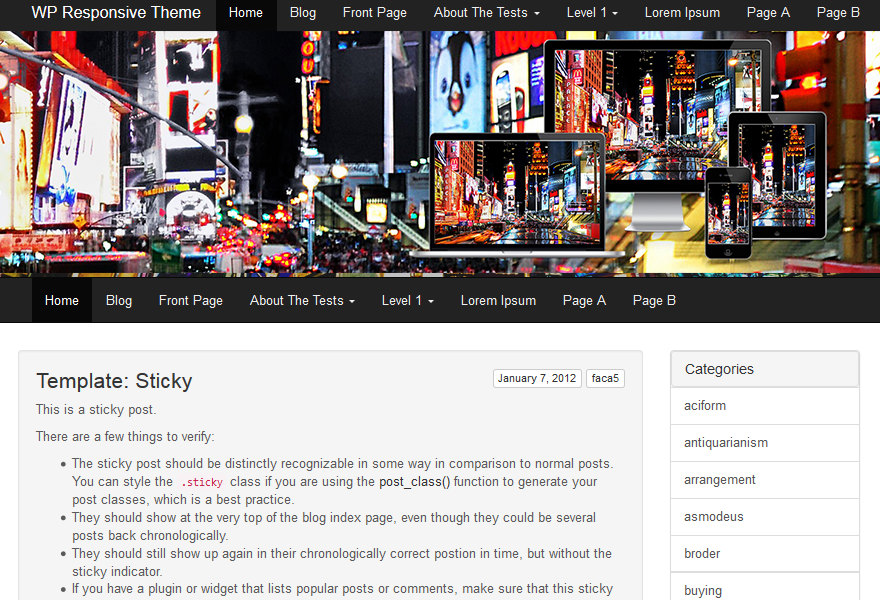 WP Responsive Theme Home Blog Front Page About The Tests Level 1 Lorem Ipsum Page A Page B
Home Blog Front Page About The Tests Level 1 Lorem Ipsum Page A Page B
Template: Sticky January 7, 2012 faca5
This is a sticky post.
There are a few things to verify:
• The sticky post should be distinctly recognizable in some way in comparison to normal posts.
You can style the .sticky class if you are using the post_class() function to generate your
post classes, which is a best practice.
• They should show at the very top of the blog index page, even though they could be several
posts back chronologically.
• They should still show up again in their chronologically correct postion in time, but without the
sticky indicator.
• If you have a plugin or widget that lists popular posts or comments, make sure that this sticky
Categories
aciform
antiquarianism
arrangement
asmodeus
broder
buying